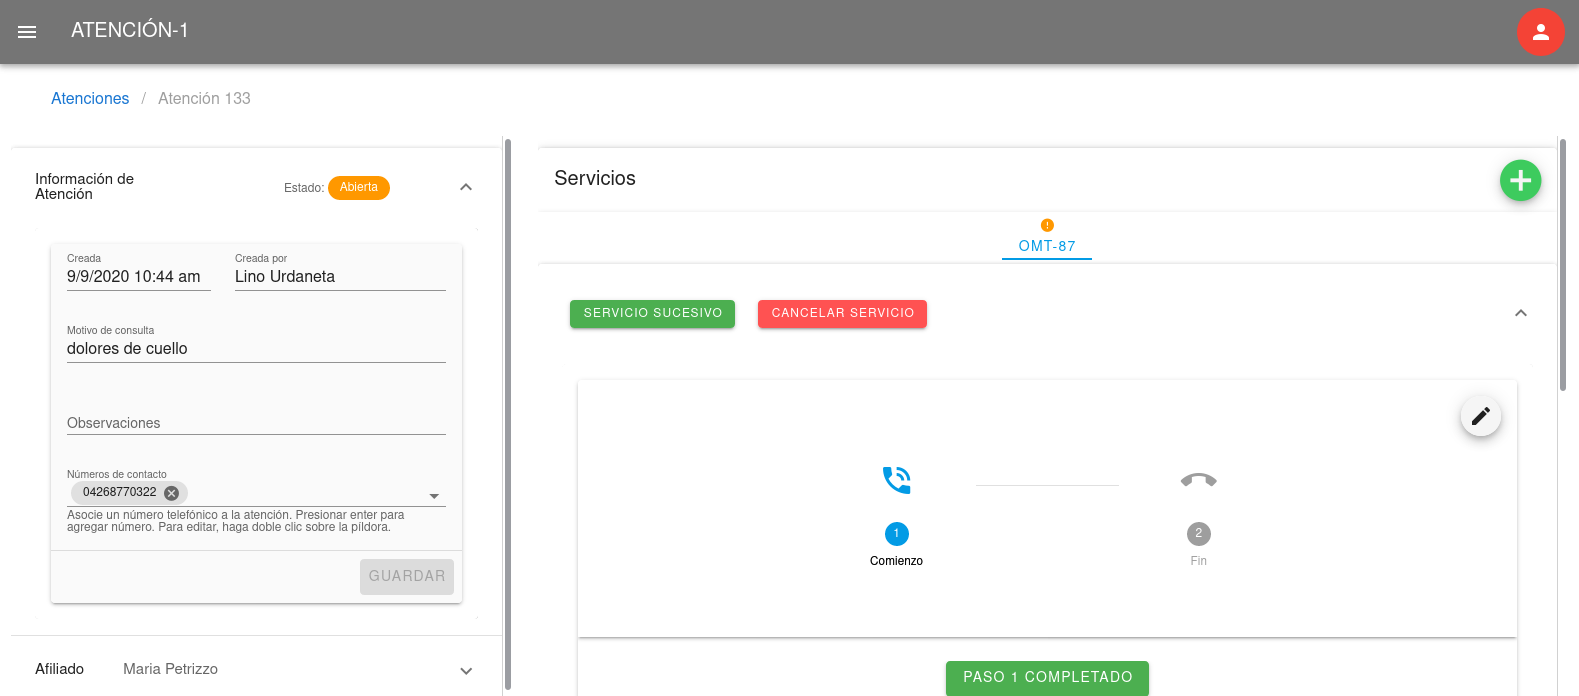 ATENCIÓN-1
Atenciones / Atención 133
Información de
Atención
Estado: Abierta
Creada
9/9/2020 10:44 am
Creada por
Lino Urdaneta
Motivo de consulta
dolores de cuello
Observaciones
Números de contacto
04268770322
Asocie un número telefónico a la atención. Presionar enter para
agregar número. Para editar, haga doble clic sobre la píldora.
GUARDAR
Afiliado Maria Petrizzo
Servicios
OMT-87
SERVICIO SUCESIVO
CANCELAR SERVICIO
1
Comienzo
2
Fin
PASO 1 COMPLETADO